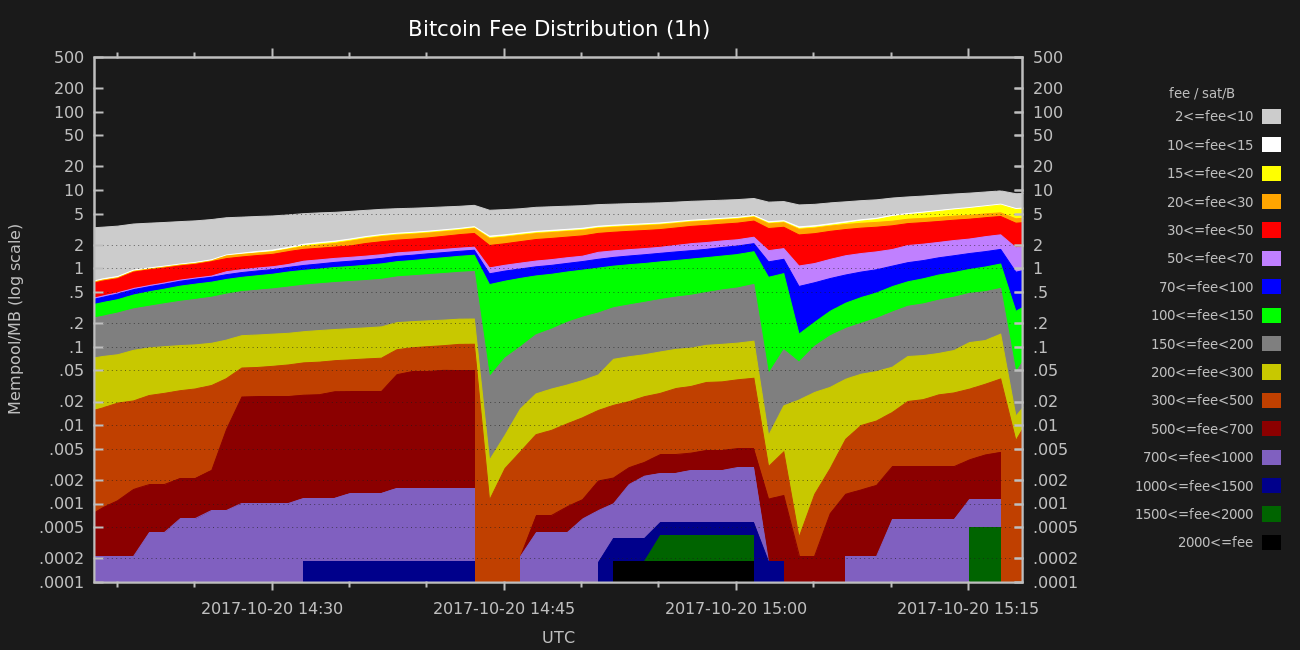 Bitcoin Fee Distribution (1h)
500 500
200 200
100 100
50 50
20 20
10 10
5 5
2 2
1 1
.5 .5
.2 .2
.1 .1
.05 .05
.02 .02
.01 .01
.005 .005
.002 .002
.001 .001
.0005 .0005
.0002 .0002
.0001 .0001
Mempool/MB (log scale)
2017-10-20 14:30 2017-10-20 14:45 2017-10-20 15:00 2017-10-20 15:15
UTC
fee / sat/B
2<=fee<10
10<=fee<15
15<=fee<20
20<=fee<30
30<=fee<50
50<=fee<70
70<=fee<100
100<=fee<150
150<=fee<200
200<=fee<300
300<=fee<500
500<=fee<700
700<=fee<1000
1000<=fee<1500
1500<=fee<2000
2000<=fee